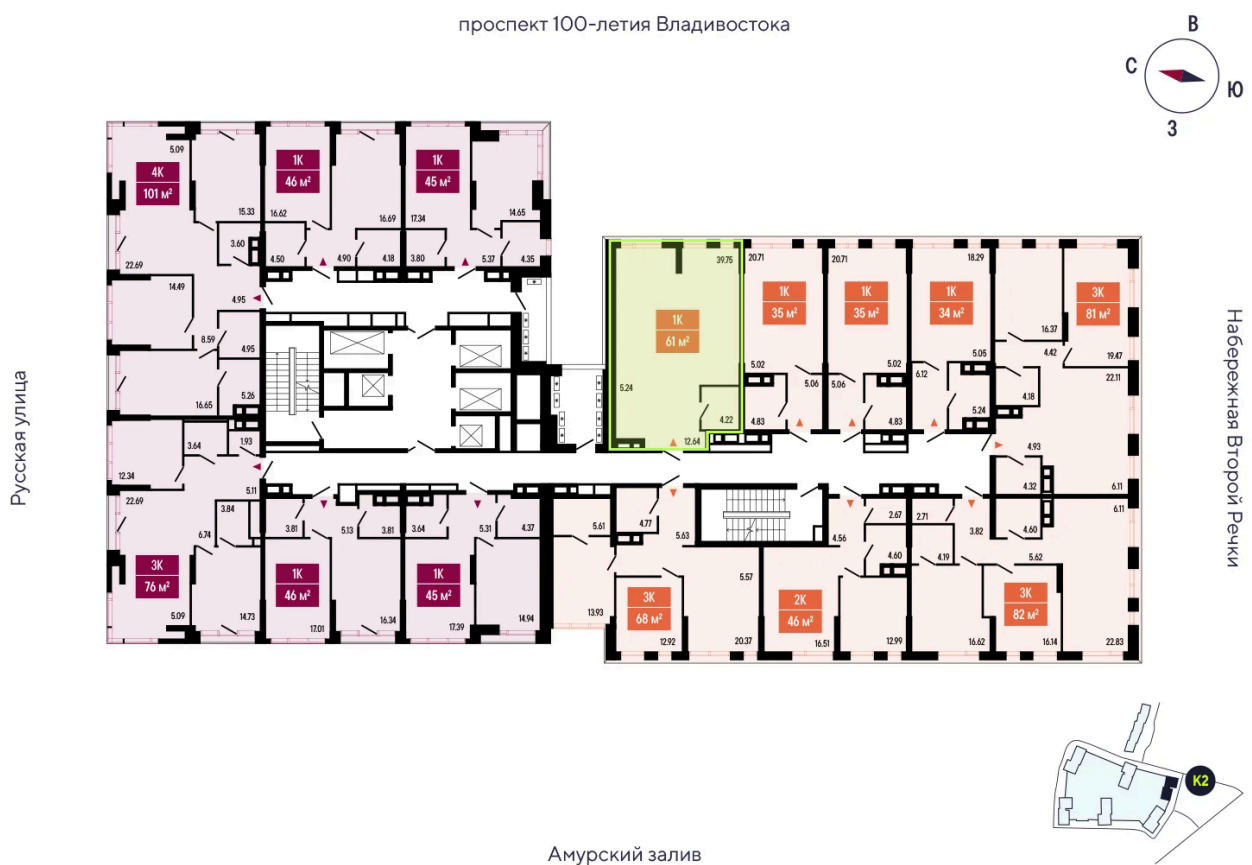 проспект 100-летия Владивостока
В
С
Ю
З
Русская улица
Набережная Второй Речки
5.09
4К
101 м²
15.33
3.60
22.69
14.49
4.95
8.59
4.95
16.65
5.26
1К
46 м²
16.62
16.69
4.50
4.90
4.18
1К
45 м²
17.34
14.65
3.80
5.37
4.35
39.75
1К
61 м²
5.24
4.22
12.64
20.71
1К
35 м²
5.02
5.06
4.83
20.71
1К
35 м²
5.02
5.06
4.83
18.29
1К
34 м²
5.05
6.12
5.24
3К
81 м²
16.37
19.47
4.42
22.11
4.18
4.93
4.32
6.11
3.64
1.93
12.34
22.69
5.11
3.84
6.74
3К
76 м²
5.09
14.73
3.81
5.13
3.81
1К
46 м²
17.01
16.34
3.64
5.31
4.37
1К
45 м²
17.39
14.94
5.61
4.77
5.63
5.57
13.93
3К
68 м²
12.92
20.37
2.67
4.56
4.60
2К
46 м²
16.51
12.99
2.71
3.82
4.60
6.11
4.19
5.62
3К
82 м²
16.62
16.14
22.83
К2
Амурский залив